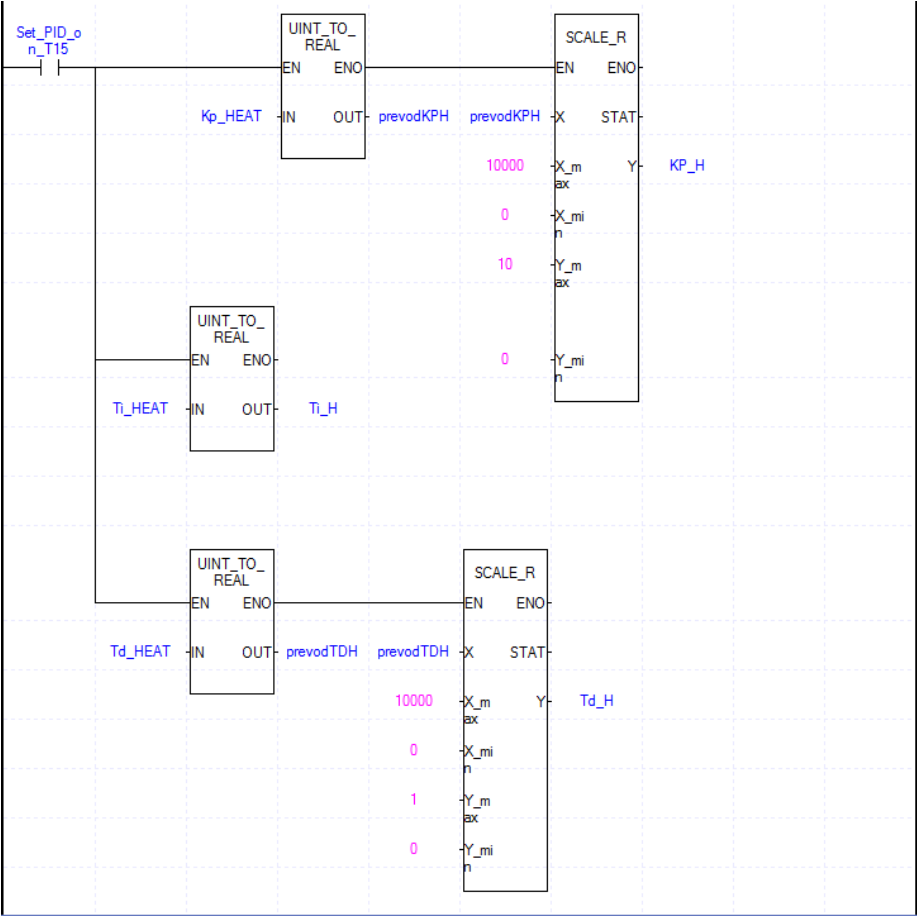 Set_PID_o
n_T15
UINT_TO_
REAL
EN ENO
Kp_HEAT IN OUT prevodKPH
SCALE_R
EN ENO
prevodKPH X STAT
10000 X_m
ax
Y KP_H
0 X_mi
n
10 Y_m
ax
0 Y_mi
n
UINT_TO_
REAL
EN ENO
Ti_HEAT IN OUT Ti_H
UINT_TO_
REAL
EN ENO
Td_HEAT IN OUT prevodTDH
SCALE_R
EN ENO
prevodTDH X STAT
10000 X_m
ax
Y Td_H
0 X_mi
n
1 Y_m
ax
0 Y_mi
n